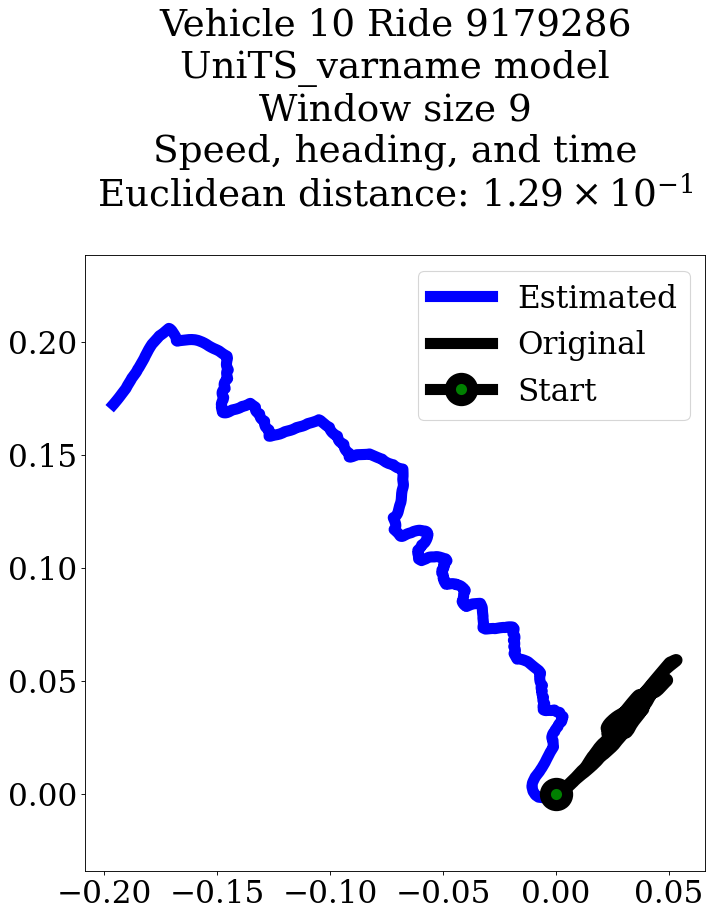 Vehicle 10 Ride 9179286
UniTS_varname model
Window size 9
Speed, heading, and time
Euclidean distance: 1.29 × 10⁻¹
Estimated
Original
Start
0.20
0.15
0.10
0.05
0.00
−0.20 −0.15 −0.10 −0.05 0.00 0.05